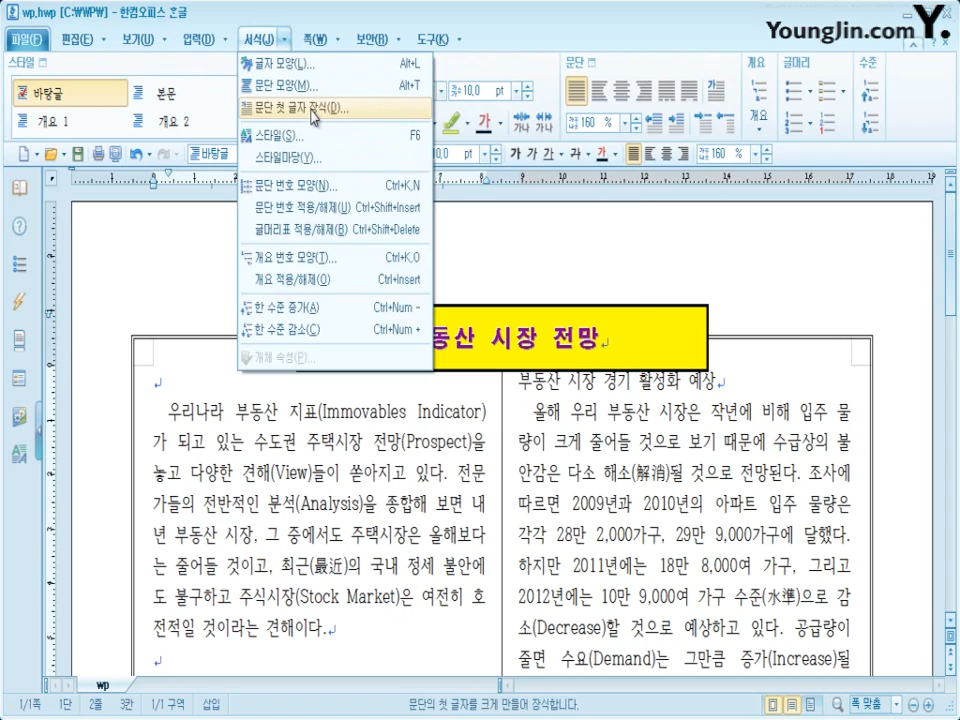 wp.hwp [C:₩WP₩] - 한컴오피스 한글
YoungJin.com Y.
파일(F) 편집(E) 보기(U) 입력(D) 서식(J) 쪽(W) 보안(R) 도구(K)
스타일 문단 개요 글머리 수준
바탕글 본문
개요 1 개요 2
10,0 pt
가 160 %
가나 가나 개요
바탕글 10,0 pt 가 가 가 가 가 160 %
글자 모양(L)... Alt+L
문단 모양(M)... Alt+T
문단 첫 글자 장식(D)...
스타일(S)... F6
스타일마당(Y)...
문단 번호 모양(N)... Ctrl+K,N
문단 번호 적용/해제(U) Ctrl+Shift+Insert
글머리표 적용/해제(B) Ctrl+Shift+Delete
개요 번호 모양(T)... Ctrl+K,O
개요 적용/해제(O) Ctrl+Insert
한 수준 증가(A) Ctrl+Num -
한 수준 감소(C) Ctrl+Num +
개체 속성(P)...
동산 시장 전망
우리나라 부동산 지표(Immovables Indicator)
가 되고 있는 수도권 주택시장 전망(Prospect)을
놓고 다양한 견해(View)들이 쏟아지고 있다. 전문
가들의 전반적인 분석(Analysis)을 종합해 보면 내
년 부동산 시장, 그 중에서도 주택시장은 올해보다
는 줄어들 것이고, 최근(最近)의 국내 정세 불안에
도 불구하고 주식시장(Stock Market)은 여전히 호
전적일 것이라는 견해이다.
부동산 시장 경기 활성화 예상
올해 우리 부동산 시장은 작년에 비해 입주 물
량이 크게 줄어들 것으로 보기 때문에 수급상의 불
안감은 다소 해소(解消)될 것으로 전망된다. 조사에
따르면 2009년과 2010년의 아파트 입주 물량은
각각 28만 2,000가구, 29만 9,000가구에 달했다.
하지만 2011년에는 18만 8,000여 가구, 그리고
2012년에는 10만 9,000여 가구 수준(水準)으로 감
소(Decrease)할 것으로 예상하고 있다. 공급량이
줄면 수요(Demand)는 그만큼 증가(Increase)될
wp
1/1쪽 1단 2줄 3칸 1/1 구역 삽입 문단의 첫 글자를 크게 만들어 장식합니다. 폭 맞춤